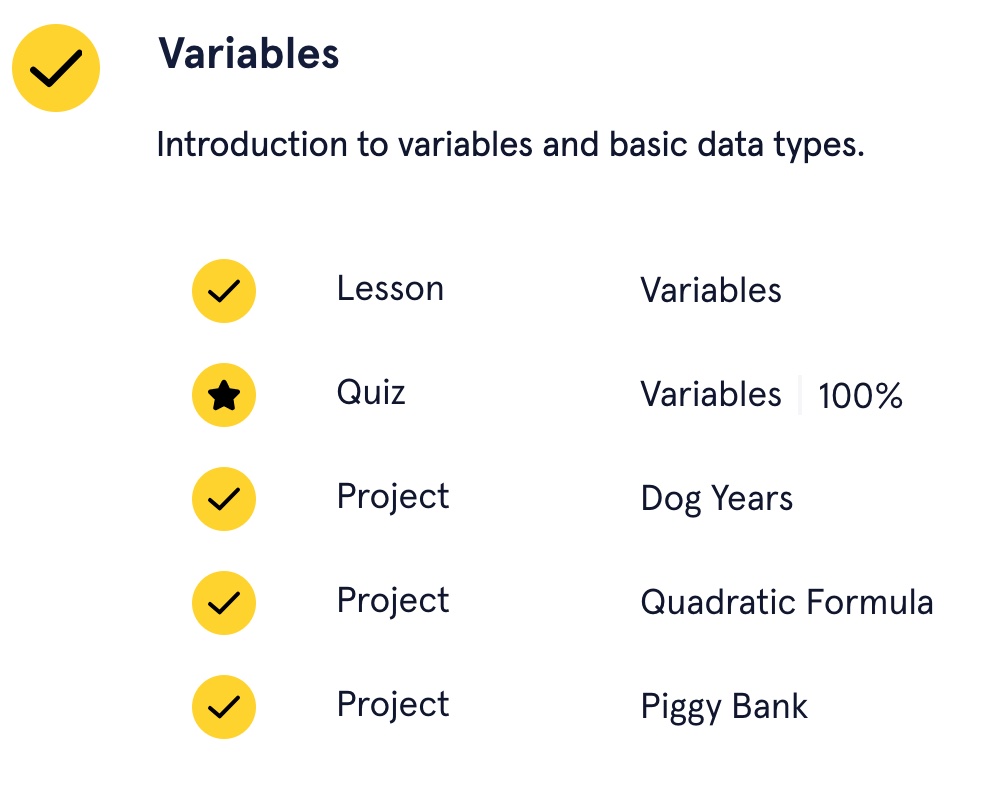 Variables
Introduction to variables and basic data types.
Lesson Variables
Quiz Variables | 100%
Project Dog Years
Project Quadratic Formula
Project Piggy Bank